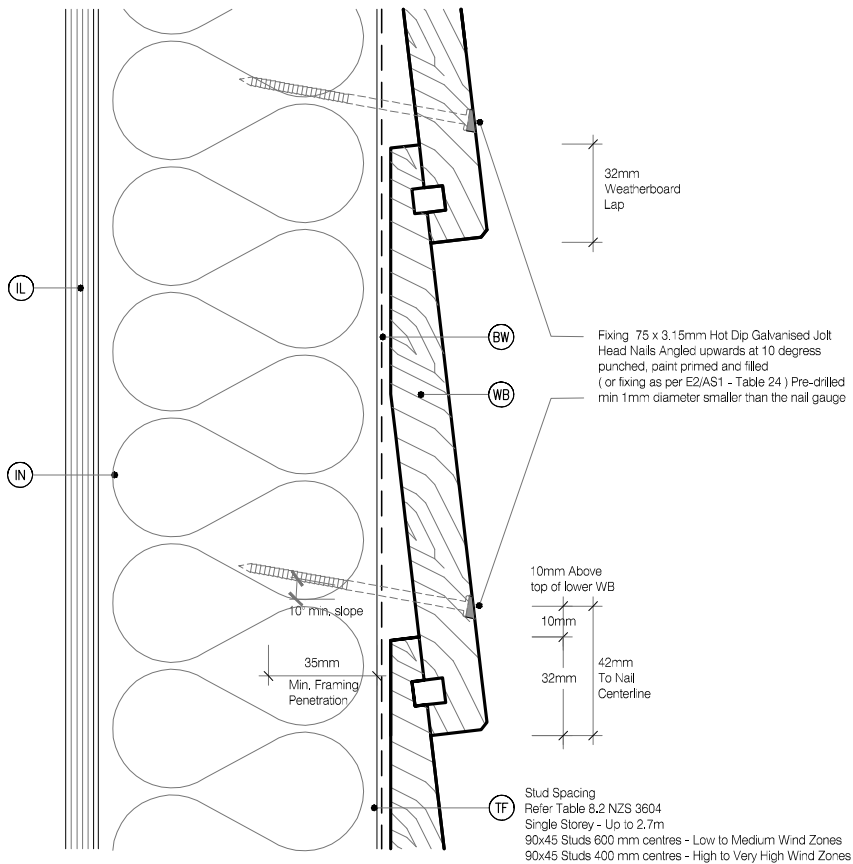 32mm
Weatherboard
Lap
IL
BW
Fixing 75 x 3.15mm Hot Dip Galvanised Jolt
Head Nails Angled upwards at 10 degress
punched, paint primed and filled
( or fixing as per E2/AS1 - Table 24 ) Pre-drilled
min 1mm diameter smaller than the nail gauge
WB
IN
10mm Above
top of lower WB
10° min. slope
10mm
35mm
Min. Framing
Penetration
32mm
42mm
To Nail
Centerline
TF
Stud Spacing
Refer Table 8.2 NZS 3604
Single Storey - Up to 2.7m
90x45 Studs 600 mm centres - Low to Medium Wind Zones
90x45 Studs 400 mm centres - High to Very High Wind Zones